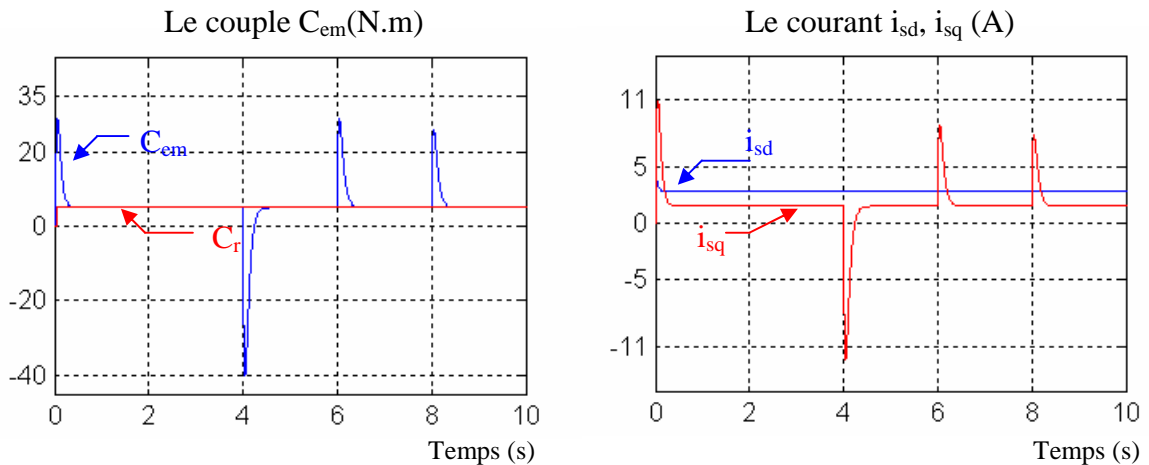 Le couple Cem(N.m)
35
20
0
-20
-40
Cem
Cr
0 2 4 6 8 10
Temps (s)
Le courant isd, isq (A)
11
5
0
-5
-11
isd
isq
0 2 4 6 8 10
Temps (s)